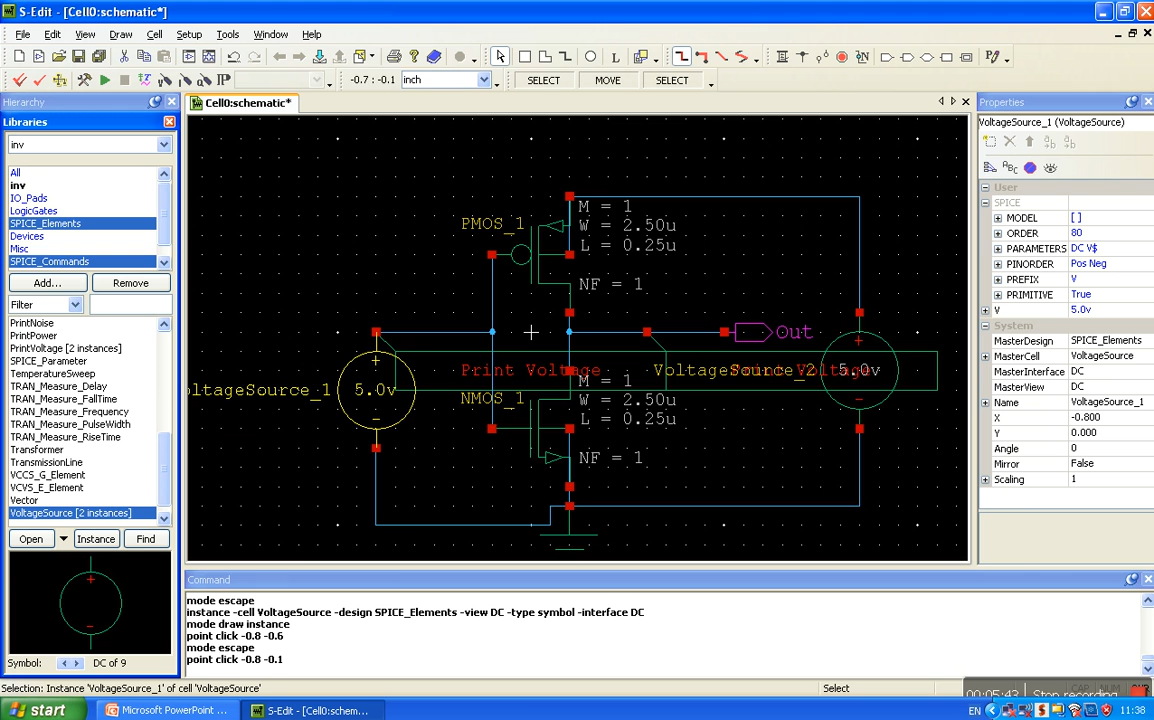 S-Edit - [Cell0:schematic*]
File Edit View Draw Cell Setup Tools Window Help
-0.7 : -0.1 inch SELECT MOVE SELECT
Hierarchy
Libraries
inv
All
inv
IO_Pads
LogicGates
SPICE_Elements
Devices
Misc
SPICE_Commands
Add... Remove
Filter
PrintNoise
PrintPower
PrintVoltage [2 instances]
SPICE_Parameter
TemperatureSweep
TRAN_Measure_Delay
TRAN_Measure_FallTime
TRAN_Measure_Frequency
TRAN_Measure_PulseWidth
TRAN_Measure_RiseTime
Transformer
TransmissionLine
VCCS_G_Element
VCVS_E_Element
Vector
VoltageSource [2 instances]
Open Instance Find
Symbol: DC of 9
Cell0:schematic*
PMOS_1
M = 1
W = 2.50u
L = 0.25u
NF = 1
Out
Print Voltage
VoltageSource_2
Voltage
5.0v
oltageSource_1
5.0v
NMOS_1
M = 1
W = 2.50u
L = 0.25u
NF = 1
Properties
VoltageSource_1 (VoltageSource)
User
SPICE
MODEL [ ]
ORDER 80
PARAMETERS DC V$
PINORDER Pos Neg
PREFIX V
PRIMITIVE True
V 5.0v
System
MasterDesign SPICE_Elements
MasterCell VoltageSource
MasterInterface DC
MasterView DC
Name VoltageSource_1
X -0.800
Y 0.000
Angle 0
Mirror False
Scaling 1
Command
mode escape
instance -cell VoltageSource -design SPICE_Elements -view DC -type symbol -interface DC
mode draw instance
point click -0.8 -0.6
mode escape
point click -0.8 -0.1
Selection: Instance 'VoltageSource_1' of cell 'VoltageSource' Select
00:05:43 Stop recording
start Microsoft PowerPoint ... S-Edit - [Cell0:schem... EN 11:38